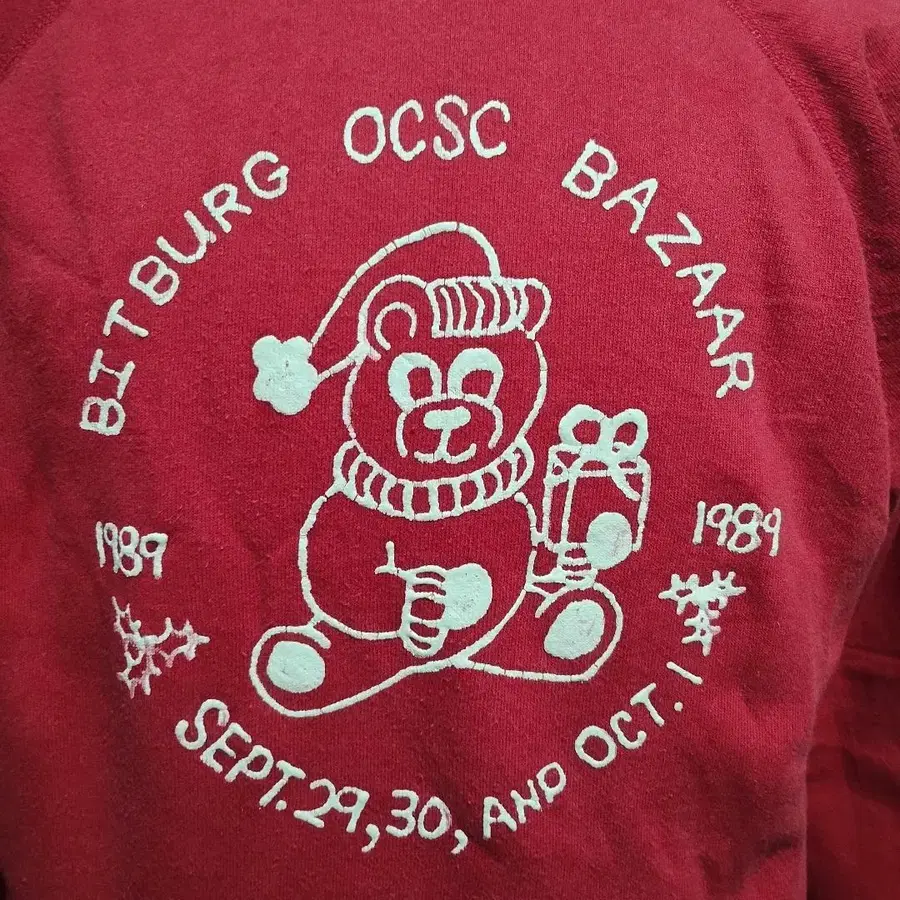 BITBURG OCSC BAZAAR
1989
1989
SEPT. 29, 30, AND OCT. 1